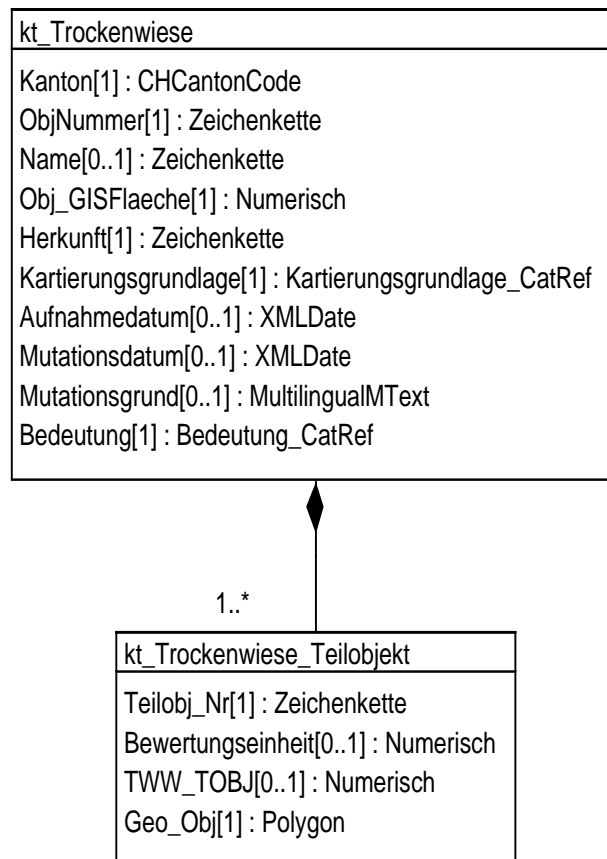 kt_Trockenwiese
Kanton[1] : CHCantonCode
ObjNummer[1] : Zeichenkette
Name[0..1] : Zeichenkette
Obj_GISFlaeche[1] : Numerisch
Herkunft[1] : Zeichenkette
Kartierungsgrundlage[1] : Kartierungsgrundlage_CatRef
Aufnahmedatum[0..1] : XMLDate
Mutationsdatum[0..1] : XMLDate
Mutationsgrund[0..1] : MultilingualMText
Bedeutung[1] : Bedeutung_CatRef
1..*
kt_Trockenwiese_Teilobjekt
Teilobj_Nr[1] : Zeichenkette
Bewertungseinheit[0..1] : Numerisch
TWW_TOBJ[0..1] : Numerisch
Geo_Obj[1] : Polygon